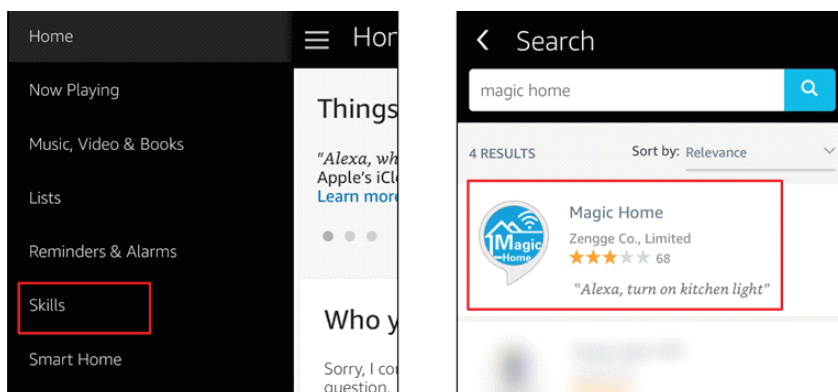 Home
Now Playing
Music, Video & Books
Lists
Reminders & Alarms
Skills
Smart Home
Hor
Things
"Alexa, wh
Apple's iCl
Learn mor
Who y
Sorry, I co
question.
Search
magic home
4 RESULTS
Sort by: Relevance
Magic
Home
Magic Home
Zengge Co., Limited
68
"Alexa, turn on kitchen light"